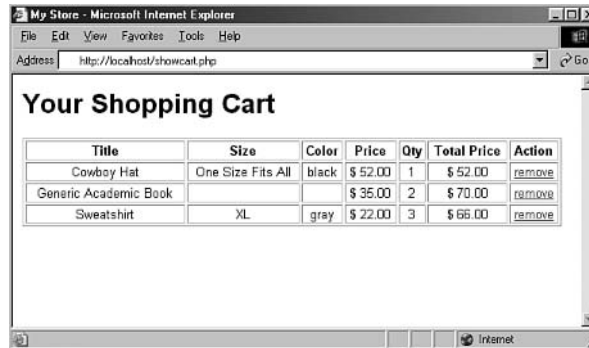 My Store - Microsoft Internet Explorer
File Edit View Favorites Tools Help
Address http://localhost/showcart.php Go
Your Shopping Cart
Title Size Color Price Qty Total Price Action
Cowboy Hat One Size Fits All black $ 52.00 1 $ 52.00 remove
Generic Academic Book $ 35.00 2 $ 70.00 remove
Sweatshirt XL gray $ 22.00 3 $ 66.00 remove
Internet